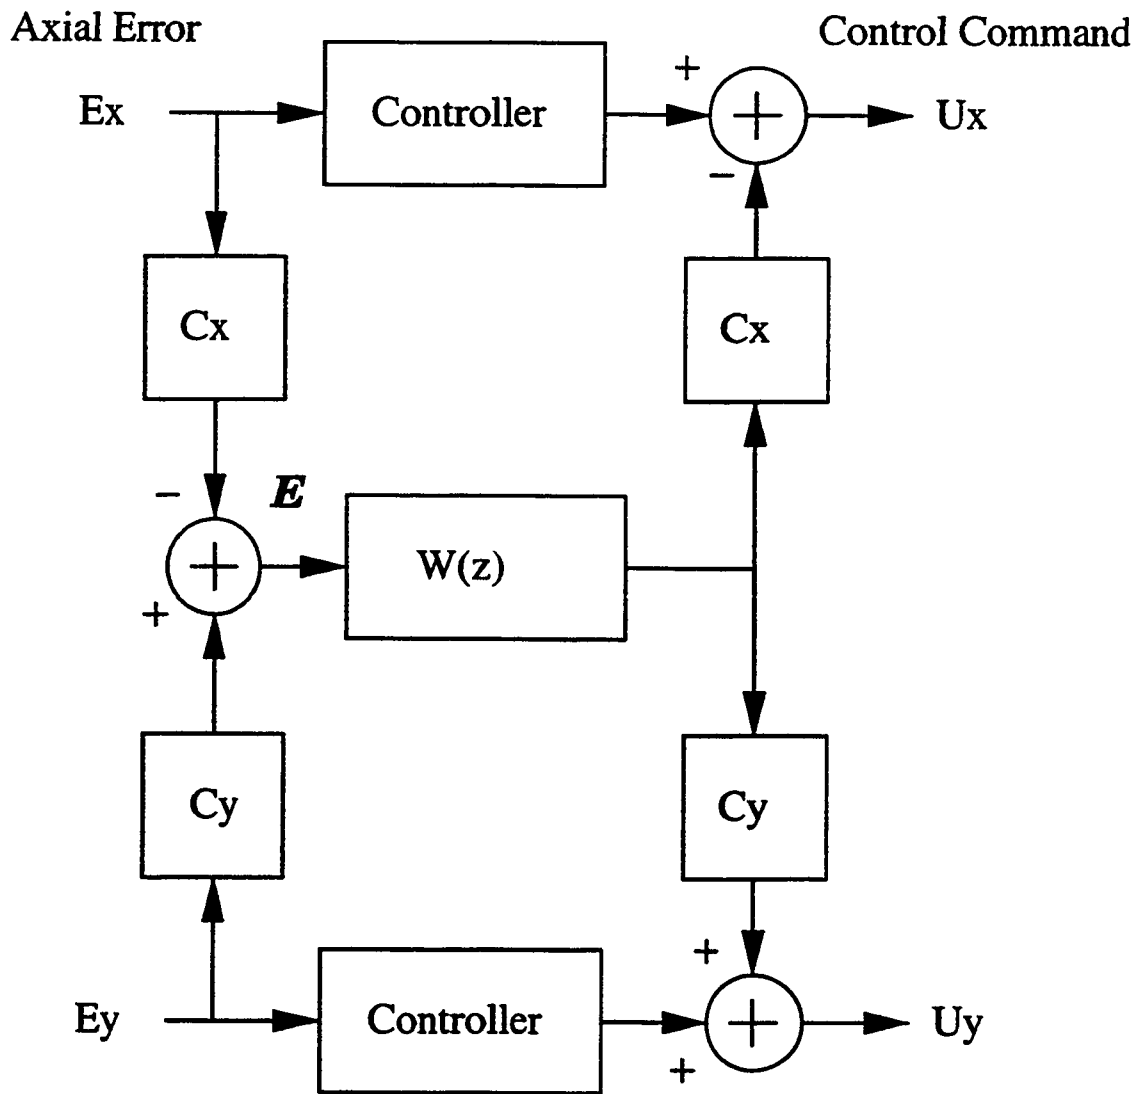 Axial Error
Control Command
Ex
Controller
+
+
Ux
−
Cx
Cx
−
E
+
W(z)
+
Cy
Cy
+
Ey
Controller
+
Uy
+